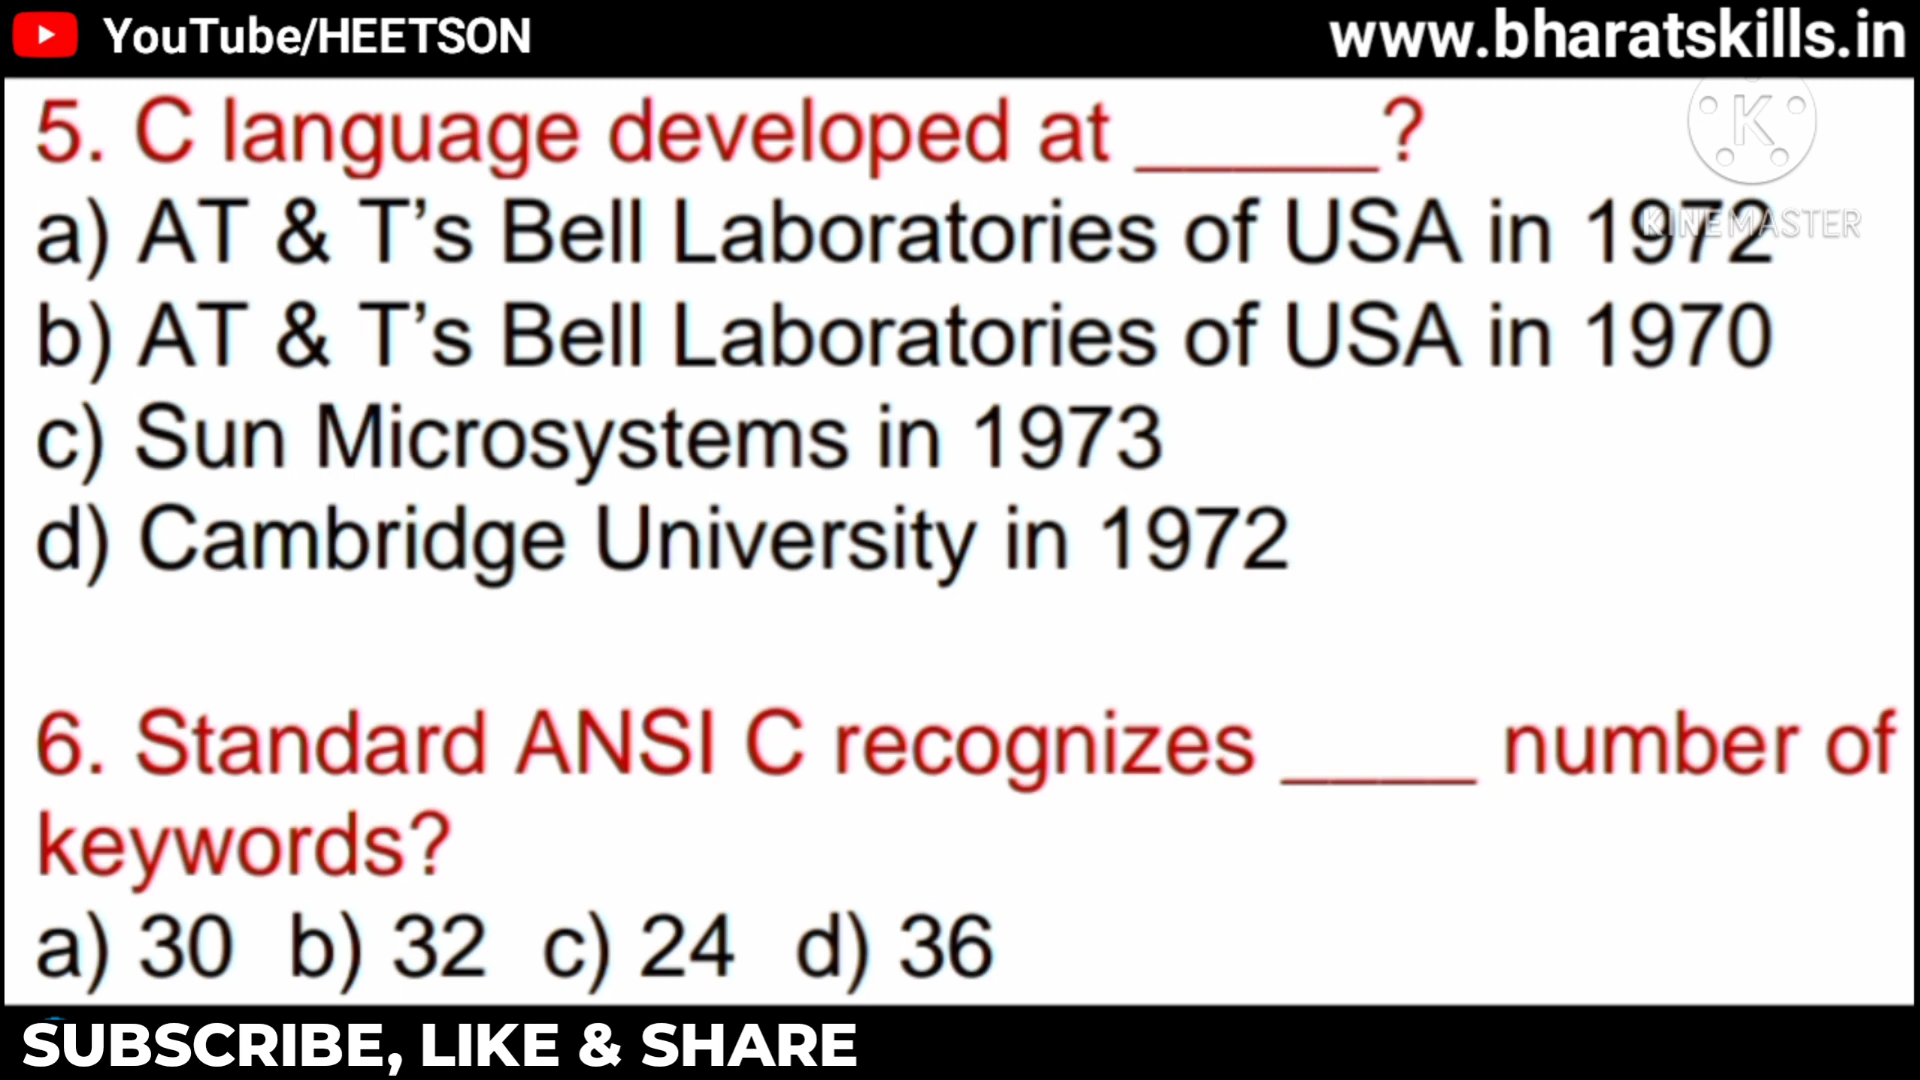 YouTube/HEETSON
www.bharatskills.in
5. C language developed at _____?
a) AT & T’s Bell Laboratories of USA in 1972
KINEMASTER
b) AT & T’s Bell Laboratories of USA in 1970
c) Sun Microsystems in 1973
d) Cambridge University in 1972
6. Standard ANSI C recognizes ____ number of
keywords?
a) 30 b) 32 c) 24 d) 36
SUBSCRIBE, LIKE & SHARE